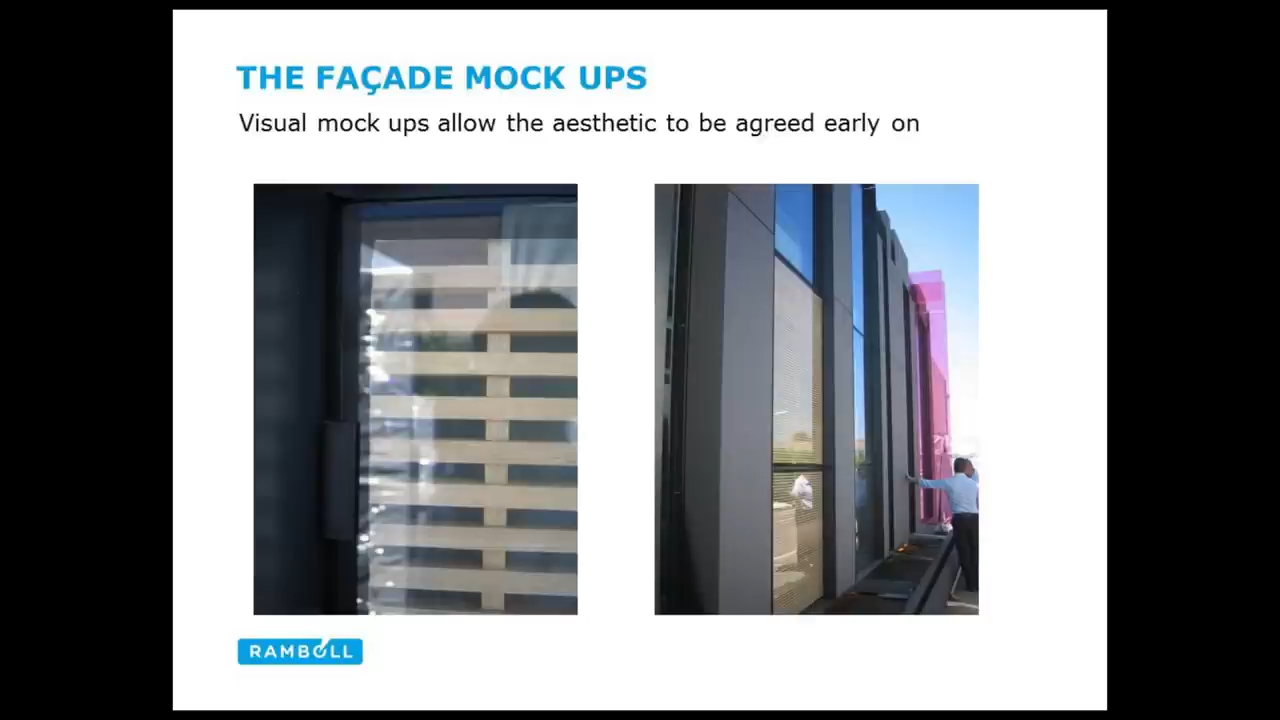 THE FAÇADE MOCK UPS
Visual mock ups allow the aesthetic to be agreed early on
RAMBOLL